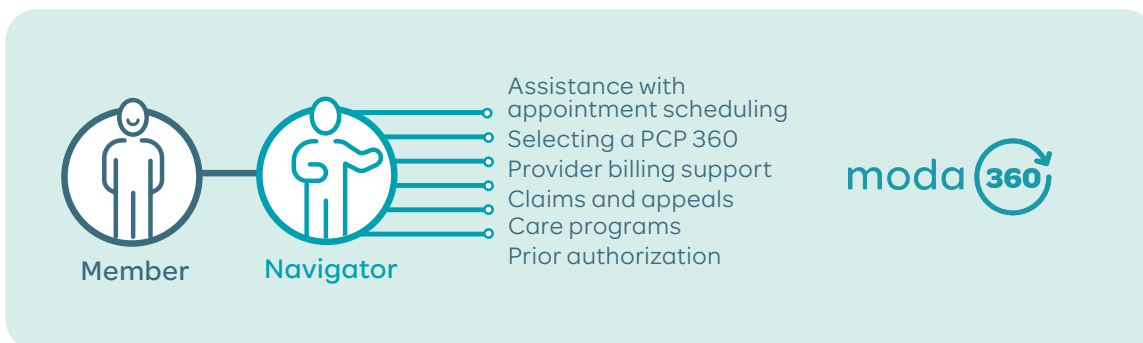 Assistance with
appointment scheduling
Selecting a PCP 360
Provider billing support
Claims and appeals
Care programs
Prior authorization
Member
Navigator
moda 360